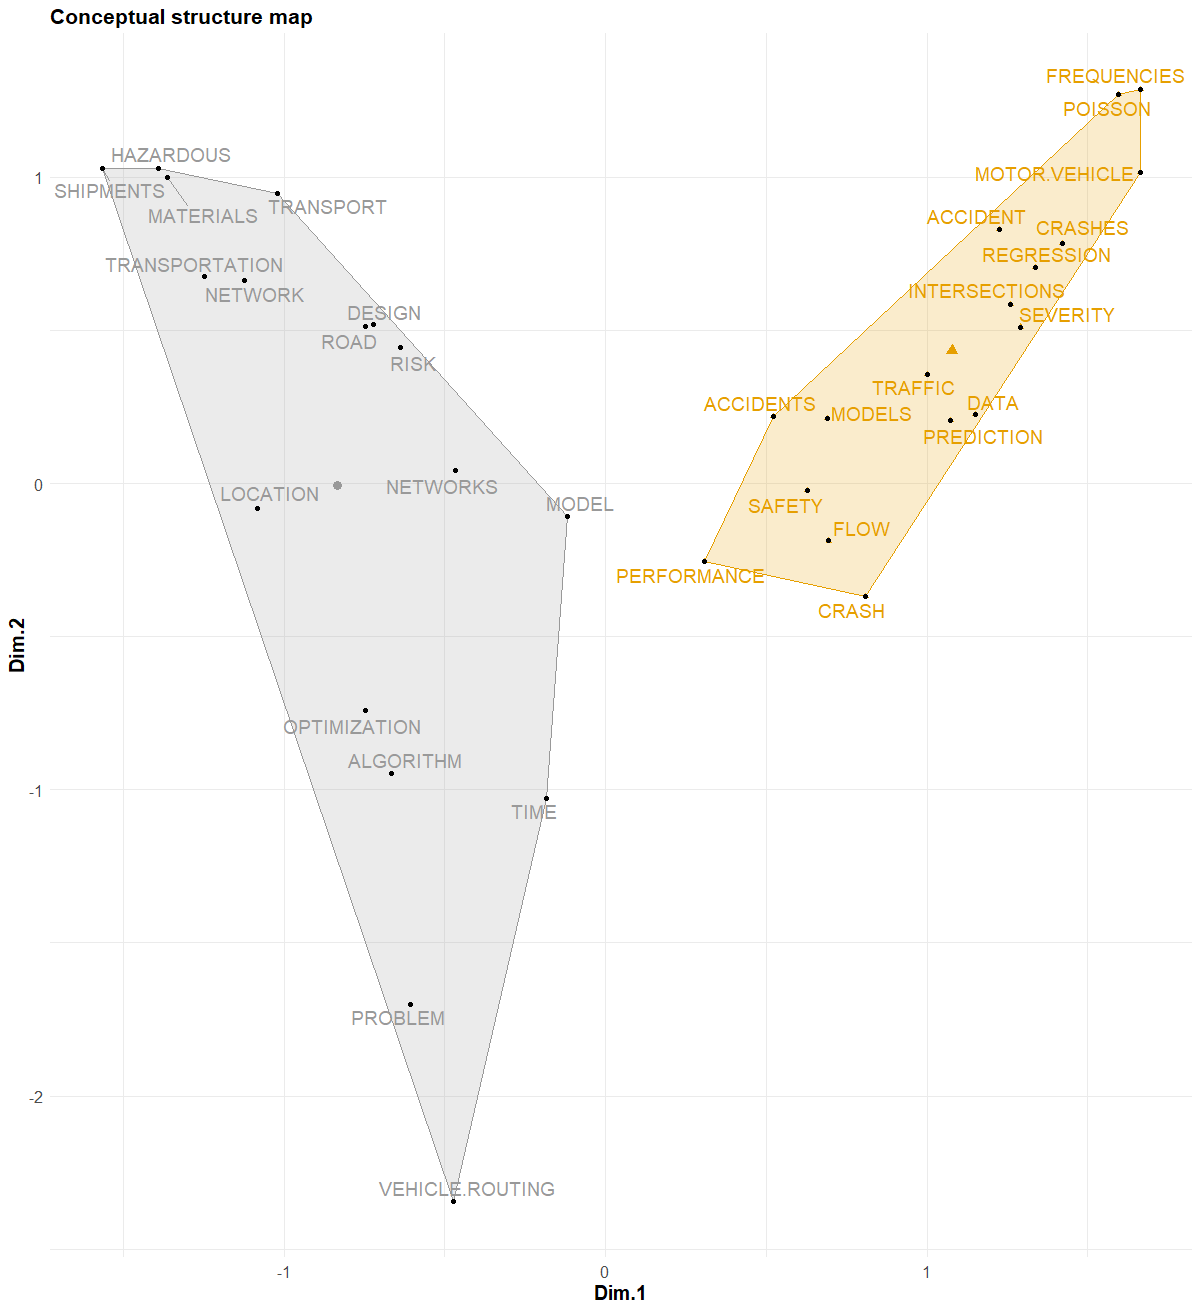 Conceptual structure map
FREQUENCIES
POISSON
HAZARDOUS
MOTOR.VEHICLE
SHIPMENTS
MATERIALS
TRANSPORT
ACCIDENT
CRASHES
REGRESSION
TRANSPORTATION
NETWORK
INTERSECTIONS
DESIGN
SEVERITY
ROAD
RISK
TRAFFIC
ACCIDENTS
DATA
MODELS
PREDICTION
NETWORKS
LOCATION
MODEL
SAFETY
FLOW
PERFORMANCE
CRASH
OPTIMIZATION
ALGORITHM
TIME
PROBLEM
VEHICLE.ROUTING
1
0
-1
-2
Dim.2
-1
0
1
Dim.1